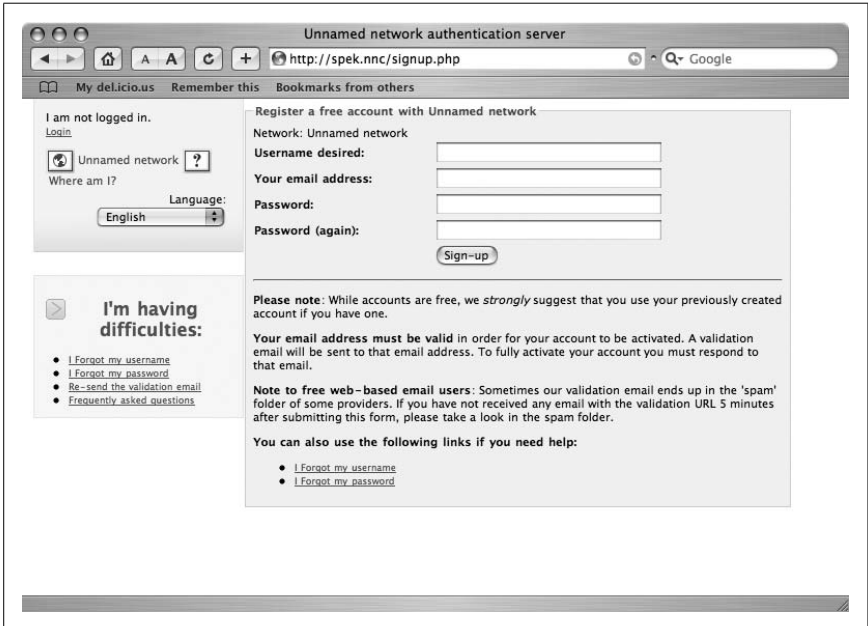 Unnamed network authentication server
A A + http://spek.nnc/signup.php Google
My del.icio.us Remember this Bookmarks from others
I am not logged in.
Login
Unnamed network ?
Where am I?
Language:
English
I'm having
difficulties:
I Forgot my username
I Forgot my password
Re-send the validation email
Frequently asked questions
Register a free account with Unnamed network
Network: Unnamed network
Username desired:
Your email address:
Password:
Password (again):
Sign-up
Please note: While accounts are free, we strongly suggest that you use your previously created
account if you have one.
Your email address must be valid in order for your account to be activated. A validation
email will be sent to that email address. To fully activate your account you must respond to
that email.
Note to free web-based email users: Sometimes our validation email ends up in the 'spam'
folder of some providers. If you have not received any email with the validation URL 5 minutes
after submitting this form, please take a look in the spam folder.
You can also use the following links if you need help:
I Forgot my username
I Forgot my password